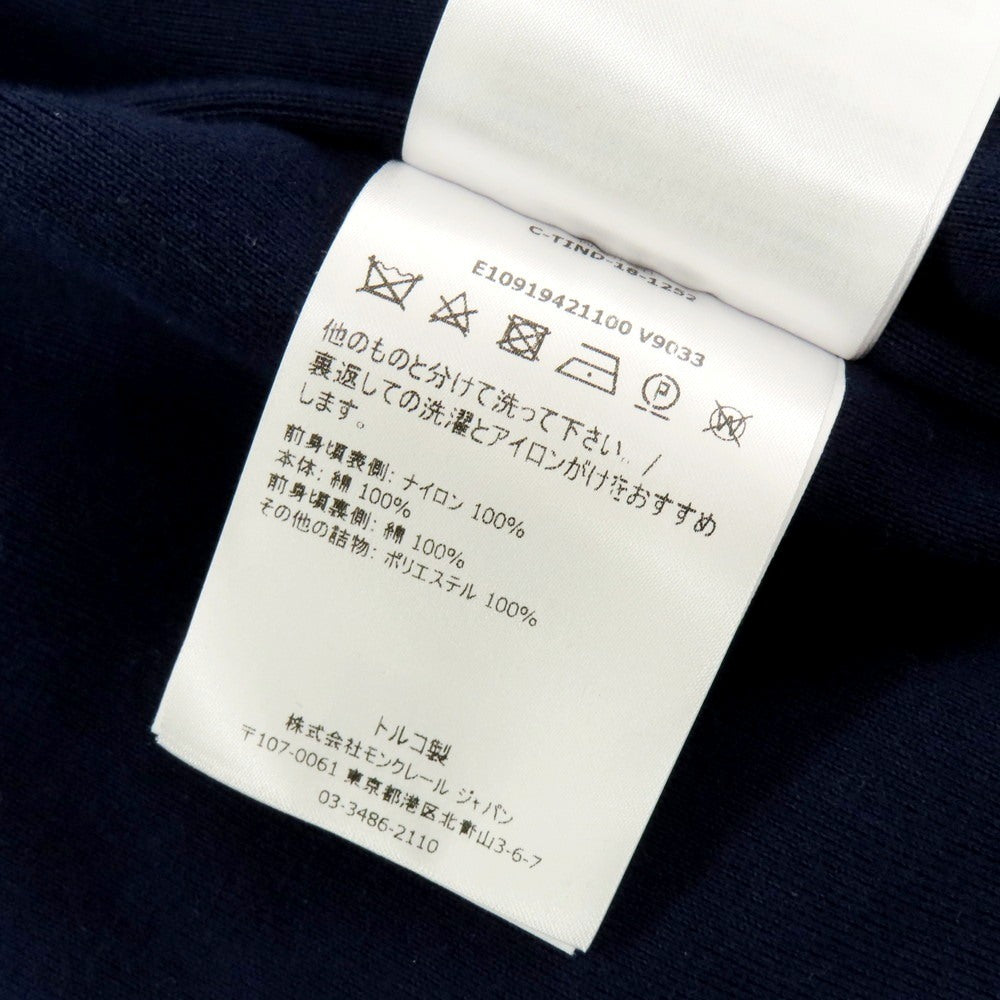 C-TIND-18-1252
E10919421100 V9033
P
W
他のものと分けて洗って下さい. /
裏返しての洗濯とアイロンがけをおすすめ
します。
前身頃表側: ナイロン 100%
本体: 綿 100%
前身頃裏側: 綿 100%
その他の詰物: ポリエステル 100%
トルコ製
株式会社モンクレール ジャパン
〒107-0061 東京都港区北青山3-6-7
03-3486-2110